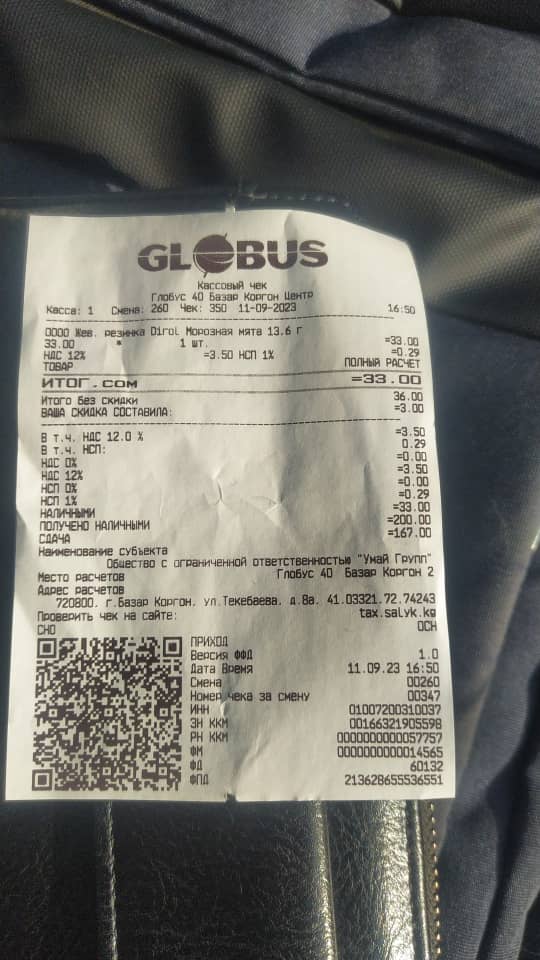 GLOBUS
Кассовый чек
Глобус 40 Базар Коргон Центр
Касса: 1 Смена: 260 Чек: 350 11-09-2023 16:50
0000 Жев. резинка Dirol Морозная мята 13.6 г
33.00 * 1 шт. =33.00
НДС 12% =3.50 НСП 1% =0.29
ТОВАР ПОЛНЫЙ РАСЧЕТ
ИТОГ.сом =33.00
Итого Без скидки 36.00
ВАША СКИДКА СОСТАВИЛА: =3.00
В т.ч. НДС 12.0 % =3.50
В т.ч. НСП: 0.29
НДС 0% =0.00
НДС 12% =3.50
НСП 0% =0.00
НСП 1% =0.29
НАЛИЧНЫМИ =33.00
ПОЛУЧЕНО НАЛИЧНЫМИ =200.00
СДАЧА =167.00
Наименование субъекта
Общество с ограниченной ответственностью "Умай Групп"
Место расчетов Глобус 40 Базар Коргон 2
Адрес расчетов
720800. г.Базар Коргон. ул.Текебаева. д.8а. 41.03321.72.74243
Проверить чек на сайте: tax.salyk.kg
СНО ОСН
ПРИХОД
Версия ФФД 1.0
Дата Время 11.09.23 16:50
Смена 00260
Номер чека за смену 00347
ИНН 01007200310037
ЗН ККМ 00166321905598
РН ККМ 0000000000057757
ФМ 0000000000014565
ФД 60132
ФПД 213628655536551